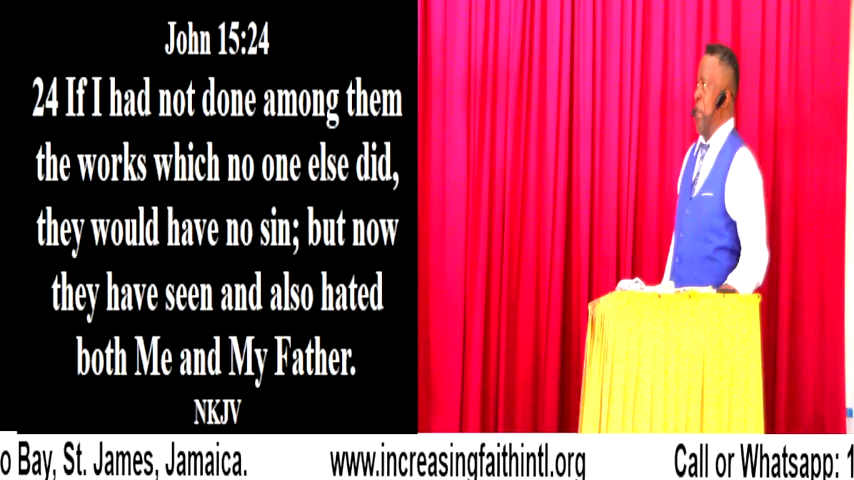 John 15:24
24 If I had not done among them
the works which no one else did,
they would have no sin; but now
they have seen and also hated
both Me and My Father.
NKJV
o Bay, St. James, Jamaica. www.increasingfaithintl.org Call or Whatsapp: 1